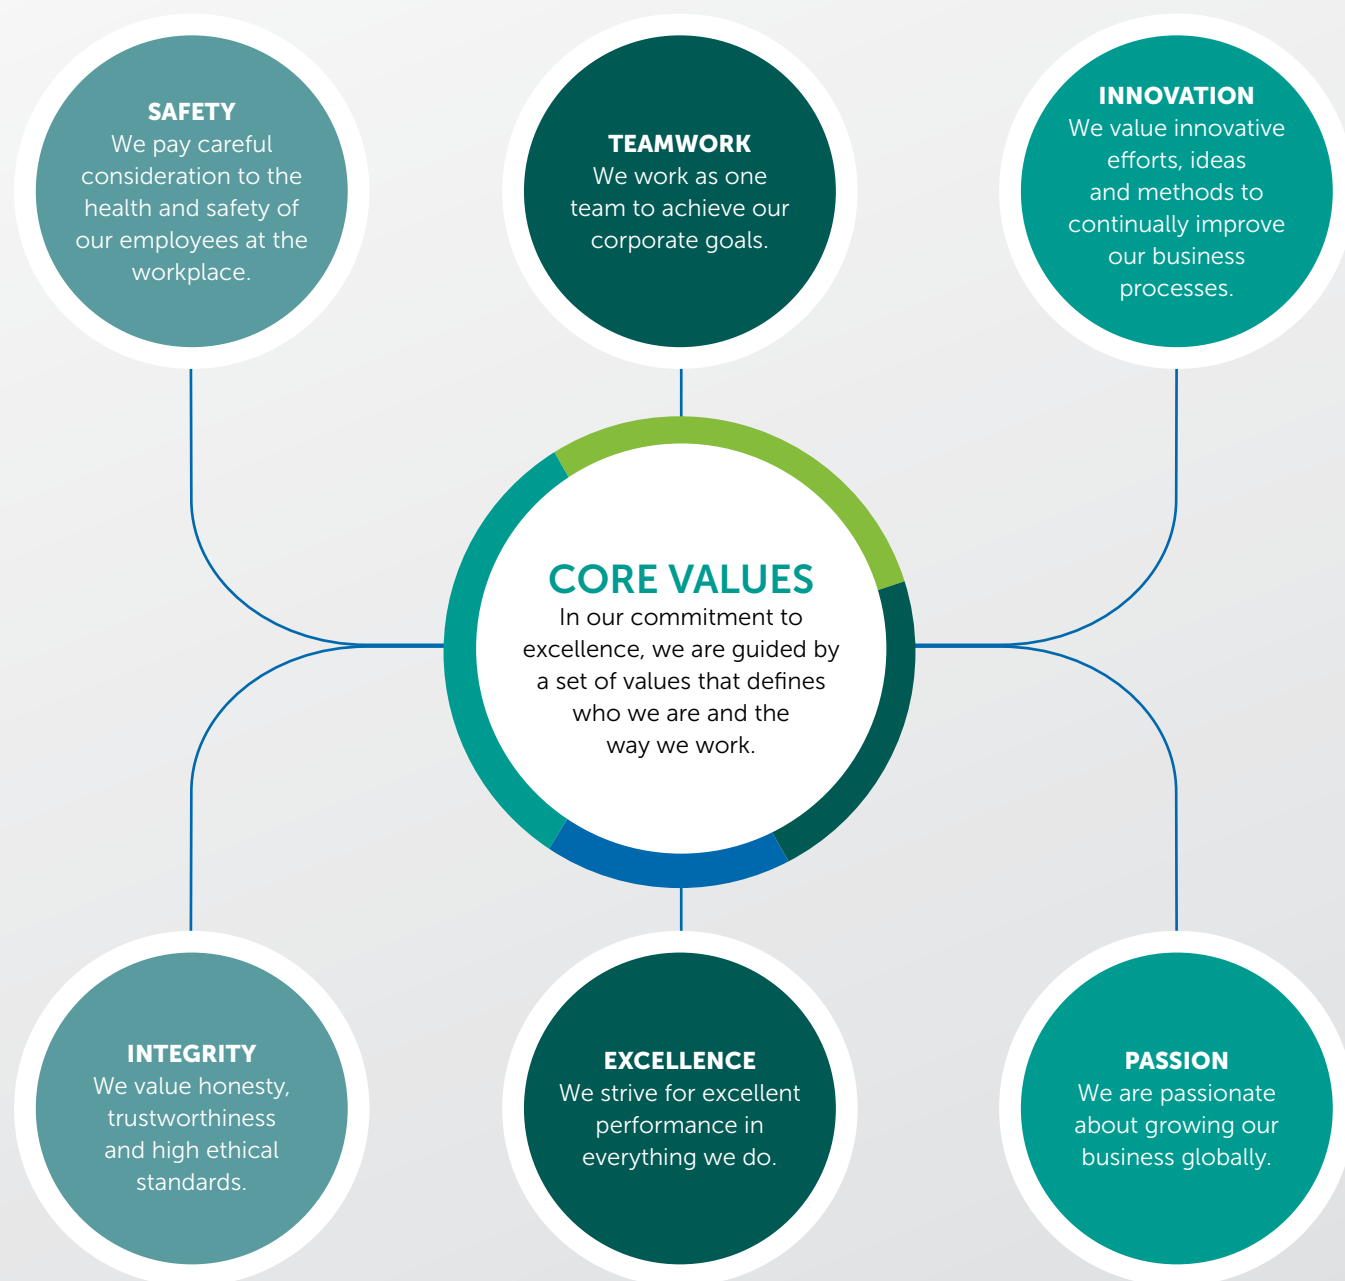 SAFETY
We pay careful
consideration to the
health and safety of
our employees at the
workplace.
TEAMWORK
We work as one
team to achieve our
corporate goals.
INNOVATION
We value innovative
efforts, ideas
and methods to
continually improve
our business
processes.
CORE VALUES
In our commitment to
excellence, we are guided by
a set of values that defines
who we are and the
way we work.
INTEGRITY
We value honesty,
trustworthiness
and high ethical
standards.
EXCELLENCE
We strive for excellent
performance in
everything we do.
PASSION
We are passionate
about growing our
business globally.